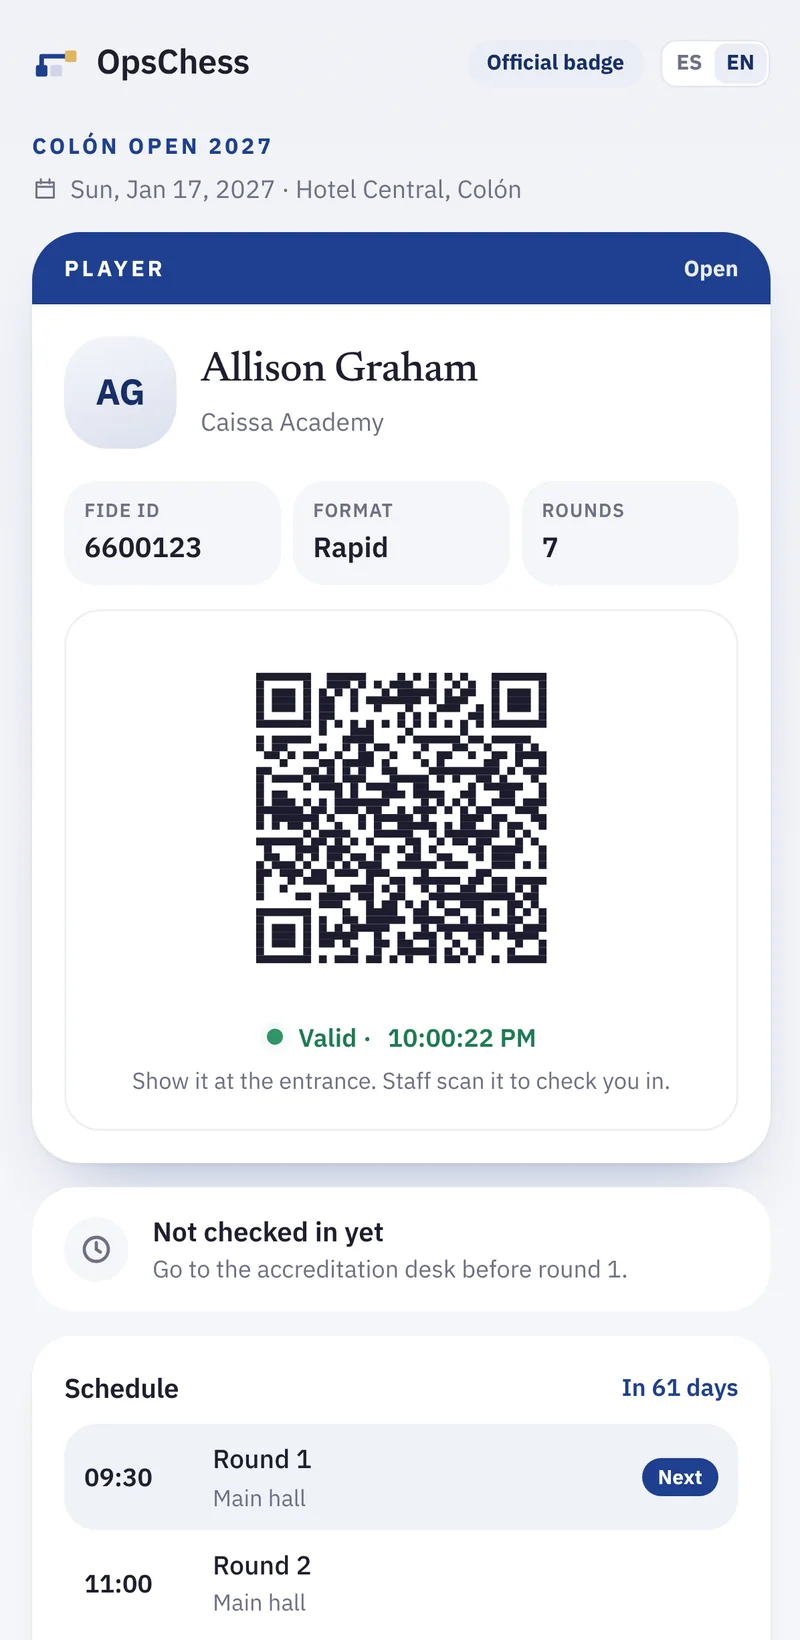 OpsChess
Official badge
ES EN
COLÓN OPEN 2027
Sun, Jan 17, 2027 · Hotel Central, Colón
PLAYER
Open
AG
Allison Graham
Caissa Academy
FIDE ID
6600123
FORMAT
Rapid
ROUNDS
7
Valid · 10:00:22 PM
Show it at the entrance. Staff scan it to check you in.
Not checked in yet
Go to the accreditation desk before round 1.
Schedule
In 61 days
09:30
Round 1
Main hall
Next
11:00
Round 2
Main hall